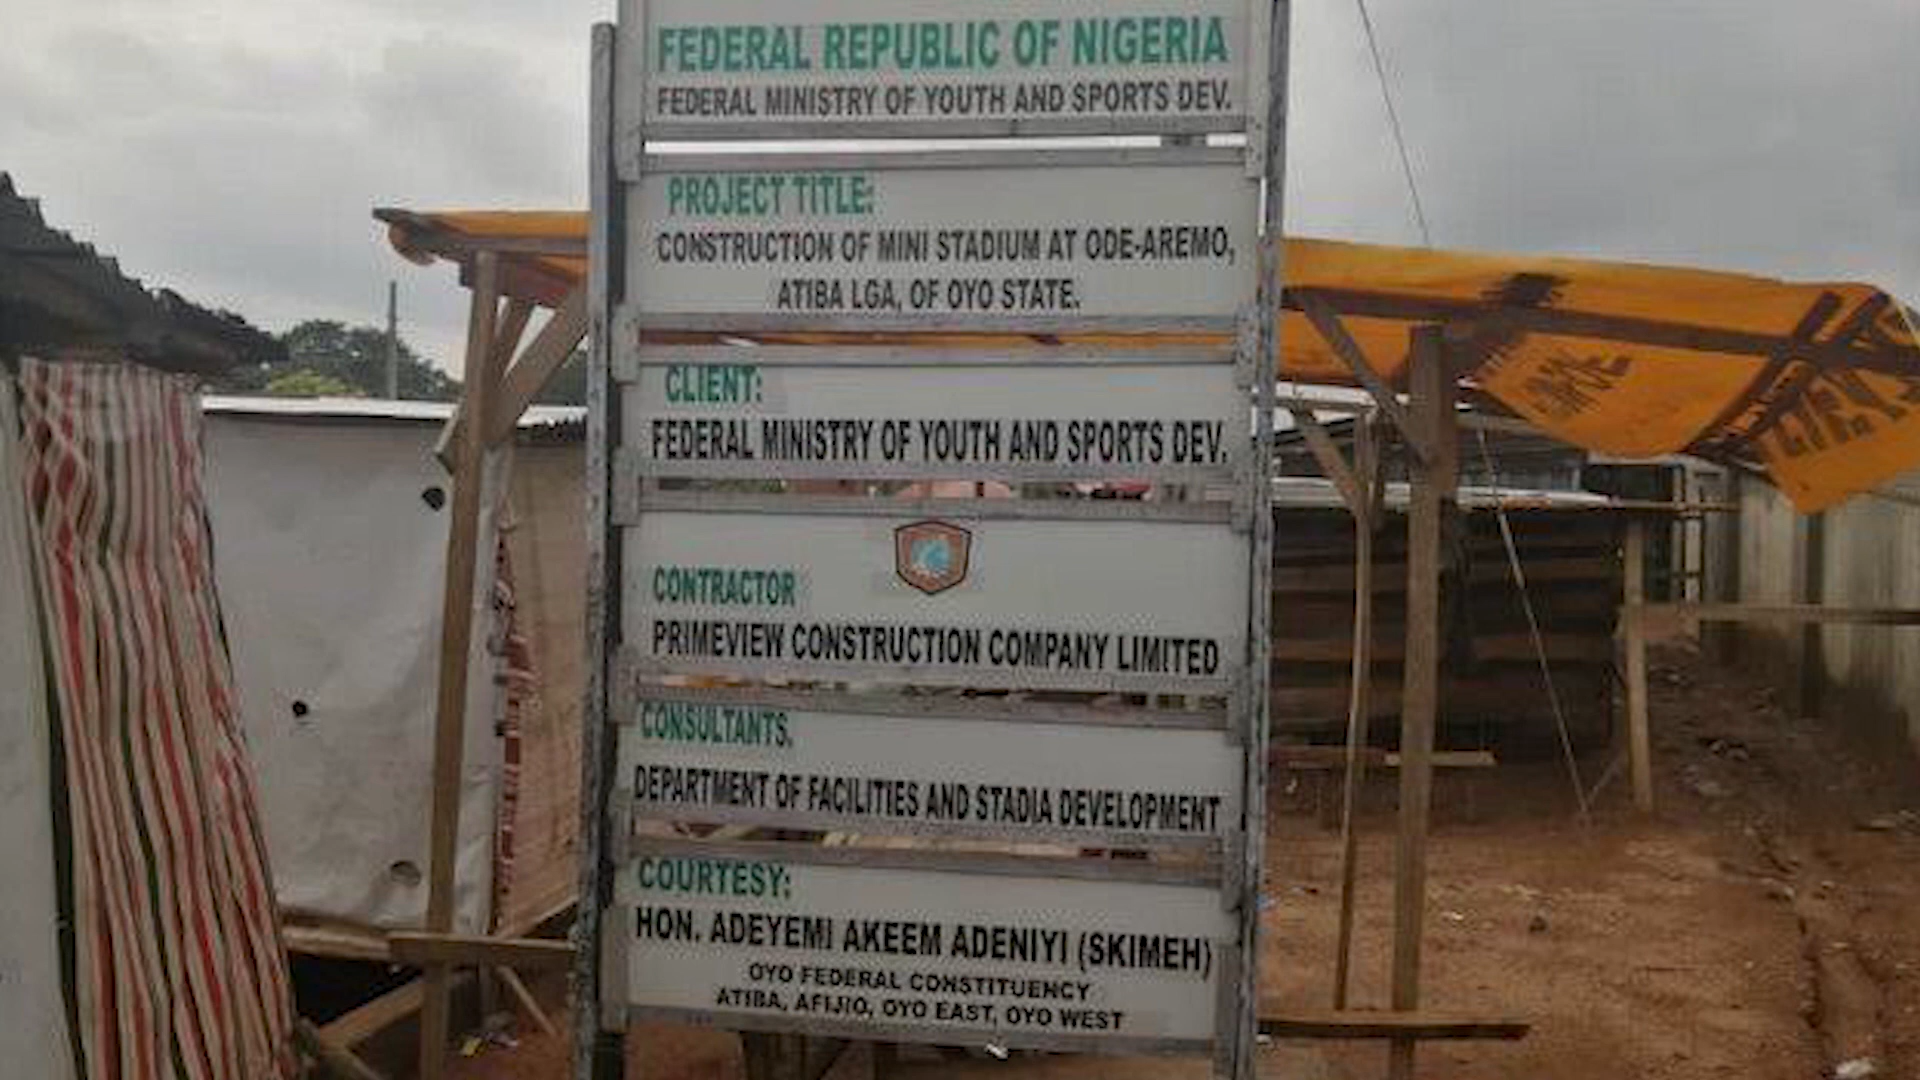 FEDERAL REPUBLIC OF NIGERIA
FEDERAL MINISTRY OF YOUTH AND SPORTS DEV.
PROJECT TITLE:
CONSTRUCTION OF MINI STADIUM AT ODE-AREMO,
ATIBA LGA, OF OYO STATE.
CLIENT:
FEDERAL MINISTRY OF YOUTH AND SPORTS DEV.
CONTRACTOR
PRIMEVIEW CONSTRUCTION COMPANY LIMITED
CONSULTANTS.
DEPARTMENT OF FACILITIES AND STADIA DEVELOPMENT
COURTESY:
HON. ADEYEMI AKEEM ADENIYI (SKIMEH)
OYO FEDERAL CONSTITUENCY
ATIBA, AFIJIO, OYO EAST, OYO WEST